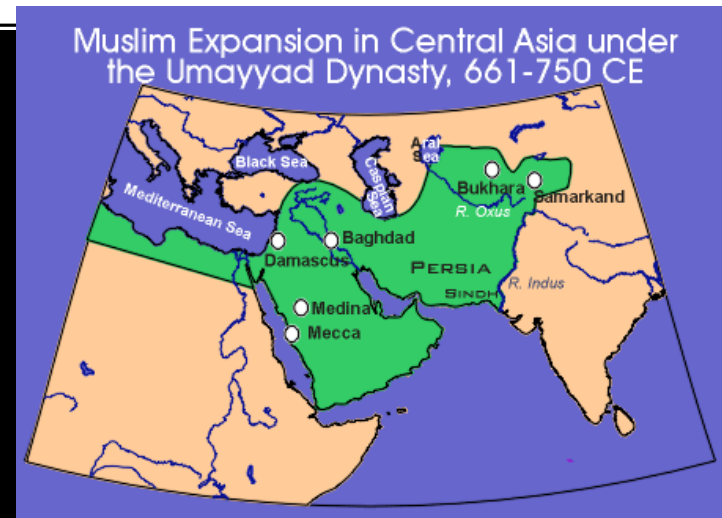 Muslim Expansion in Central Asia under
the Umayyad Dynasty, 661-750 CE
Black Sea
Caspian
Sea
Aral
Sea
Mediterranean Sea
Bukhara
Samarkand
R. Oxus
Baghdad
Damascus
PERSIA
SINDH
R. Indus
Medina
Mecca